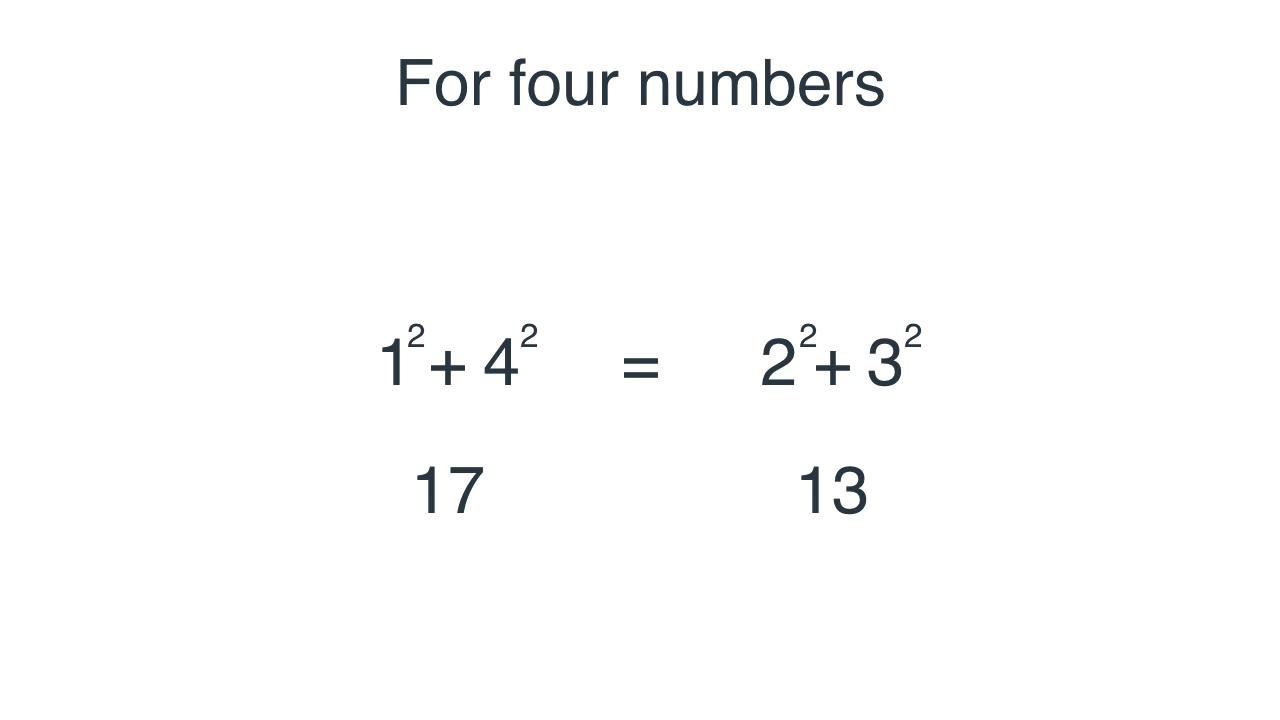 For four numbers
1² + 4² = 2² + 3²
17 13